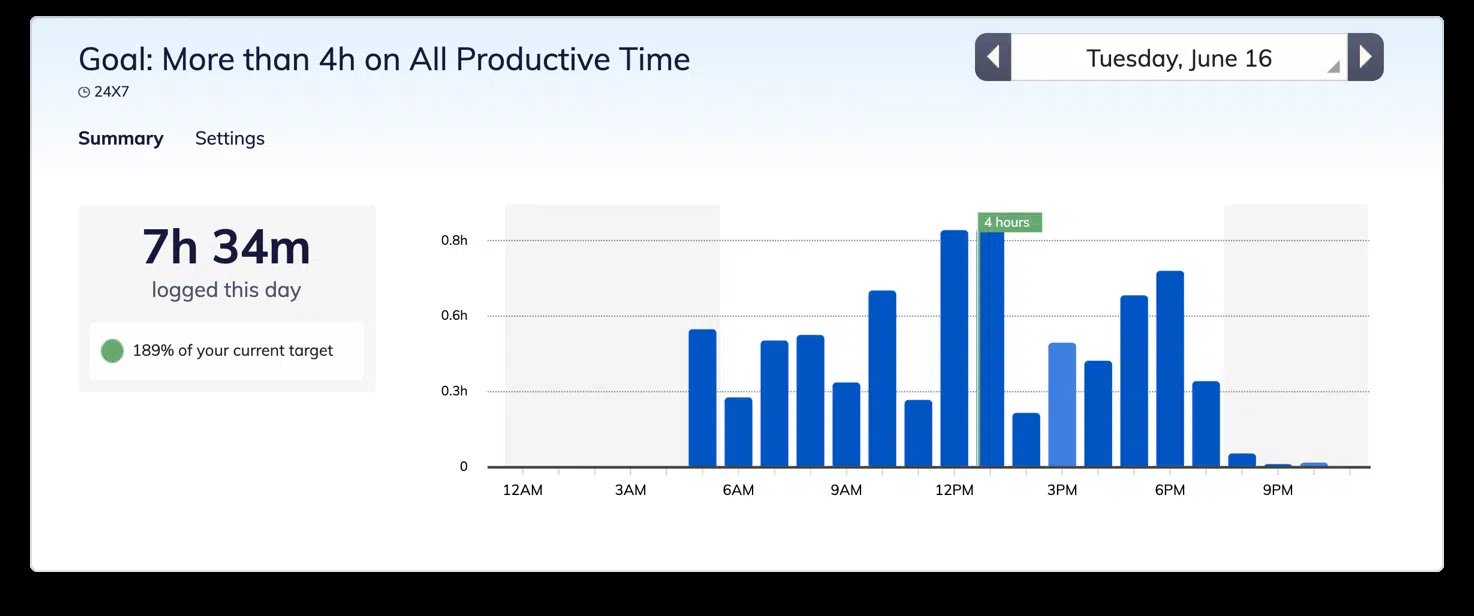 Goal: More than 4h on All Productive Time
Tuesday, June 16
24X7
Summary Settings
7h 34m
logged this day
189% of your current target
4 hours
0.8h
0.6h
0.3h
0
12AM 3AM 6AM 9AM 12PM 3PM 6PM 9PM